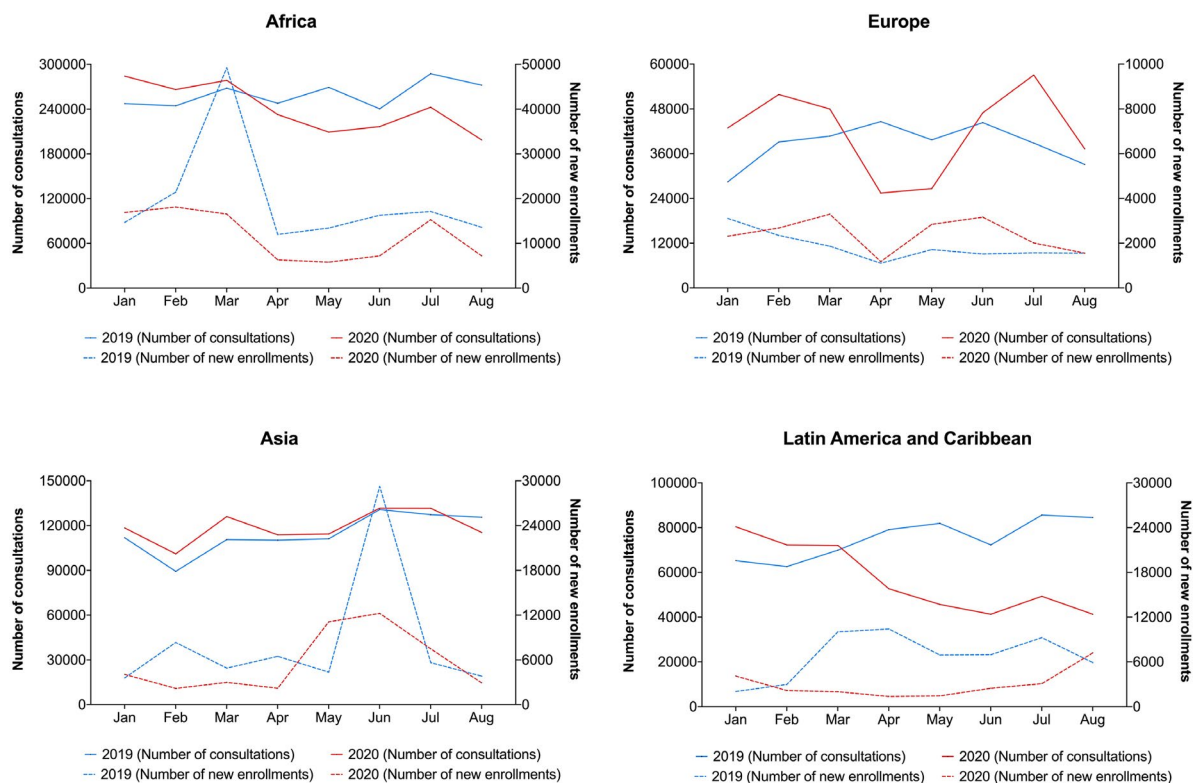 Africa
Number of consultations
300000
240000
180000
120000
60000
0
50000
40000
30000
20000
10000
0
Number of new enrollments
Jan Feb Mar Apr May Jun Jul Aug
2019 (Number of consultations) 2020 (Number of consultations)
2019 (Number of new enrollments) 2020 (Number of new enrollments)
Europe
Number of consultations
60000
48000
36000
24000
12000
0
10000
8000
6000
4000
2000
0
Number of new enrollments
Jan Feb Mar Apr May Jun Jul Aug
2019 (Number of consultations) 2020 (Number of consultations)
2019 (Number of new enrollments) 2020 (Number of new enrollments)
Asia
Number of consultations
150000
120000
90000
60000
30000
0
30000
24000
18000
12000
6000
0
Number of new enrollments
Jan Feb Mar Apr May Jun Jul Aug
2019 (Number of consultations) 2020 (Number of consultations)
2019 (Number of new enrollments) 2020 (Number of new enrollments)
Latin America and Caribbean
Number of consultations
100000
80000
60000
40000
20000
0
30000
24000
18000
12000
6000
0
Number of new enrollments
Jan Feb Mar Apr May Jun Jul Aug
2019 (Number of consultations) 2020 (Number of consultations)
2019 (Number of new enrollments) 2020 (Number of new enrollments)